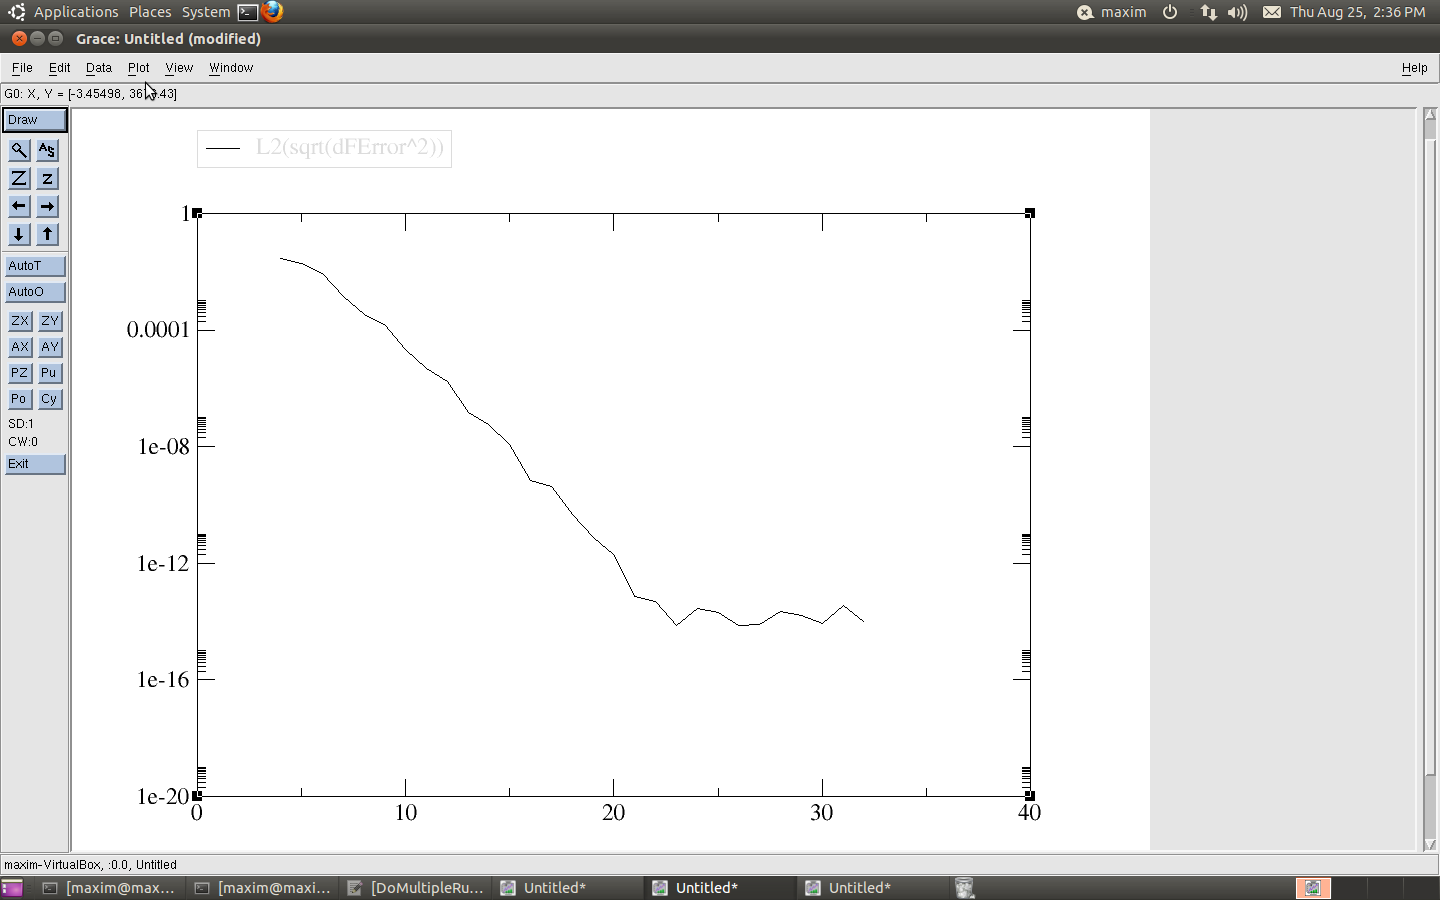 Applications Places System maxim Thu Aug 25, 2:36 PM
Grace: Untitled (modified)
File Edit Data Plot View Window Help
G0: X, Y = [-3.45498, 36 .43]
Draw
L2(sqrt(dFError^2))
AS
Z z
AutoT
AutoO
ZX ZY
AX AY
PZ Pu
Po Cy
SD:1
CW:0
Exit
1
0.0001
1e-08
1e-12
1e-16
1e-20
0 10 20 30 40
maxim-VirtualBox, :0.0, Untitled
[maxim@max... [maxim@maxi... [DoMultipleRu... Untitled* Untitled* Untitled*